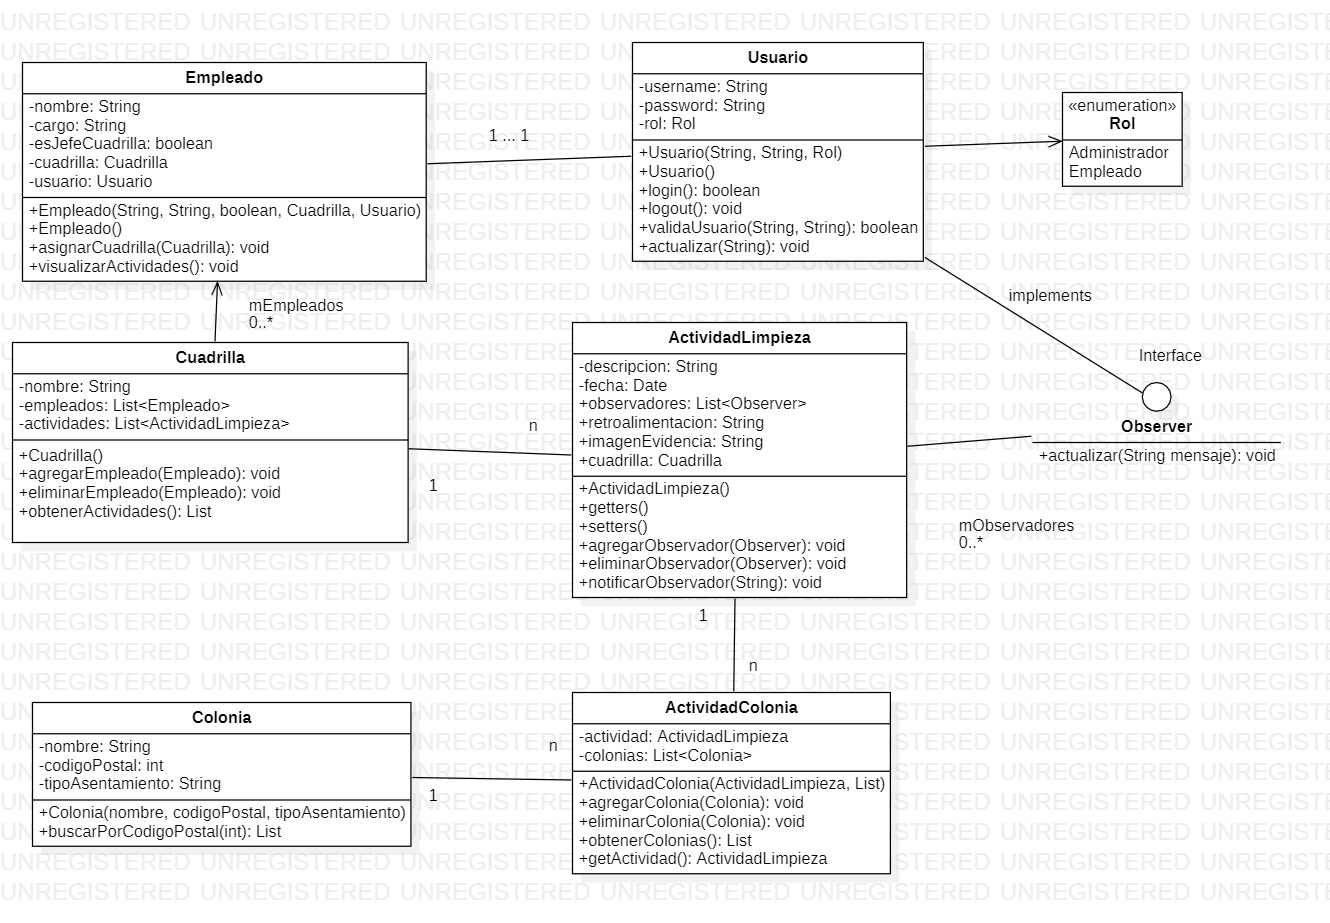 Empleado
-nombre: String
-cargo: String
-esJefeCuadrilla: boolean
-cuadrilla: Cuadrilla
-usuario: Usuario
+Empleado(String, String, boolean, Cuadrilla, Usuario)
+Empleado()
+asignarCuadrilla(Cuadrilla): void
+visualizarActividades(): void
1 ... 1
Usuario
-username: String
-password: String
-rol: Rol
+Usuario(String, String, Rol)
+Usuario()
+login(): boolean
+logout(): void
+validaUsuario(String, String): boolean
+actualizar(String): void
«enumeration»
Rol
Administrador
Empleado
mEmpleados
0..*
implements
Cuadrilla
-nombre: String
-empleados: List<Empleado>
-actividades: List<ActividadLimpieza>
+Cuadrilla()
+agregarEmpleado(Empleado): void
+eliminarEmpleado(Empleado): void
+obtenerActividades(): List
n
1
ActividadLimpieza
-descripcion: String
-fecha: Date
+observadores: List<Observer>
+retroalimentacion: String
+imagenEvidencia: String
+cuadrilla: Cuadrilla
+ActividadLimpieza()
+getters()
+setters()
+agregarObservador(Observer): void
+eliminarObservador(Observer): void
+notificarObservador(String): void
Interface
Observer
+actualizar(String mensaje): void
mObservadores
0..*
1
n
Colonia
-nombre: String
-codigoPostal: int
-tipoAsentamiento: String
+Colonia(nombre, codigoPostal, tipoAsentamiento)
+buscarPorCodigoPostal(int): List
n
1
ActividadColonia
-actividad: ActividadLimpieza
-colonias: List<Colonia>
+ActividadColonia(ActividadLimpieza, List)
+agregarColonia(Colonia): void
+eliminarColonia(Colonia): void
+obtenerColonias(): List
+getActividad(): ActividadLimpieza
UNREGISTERED